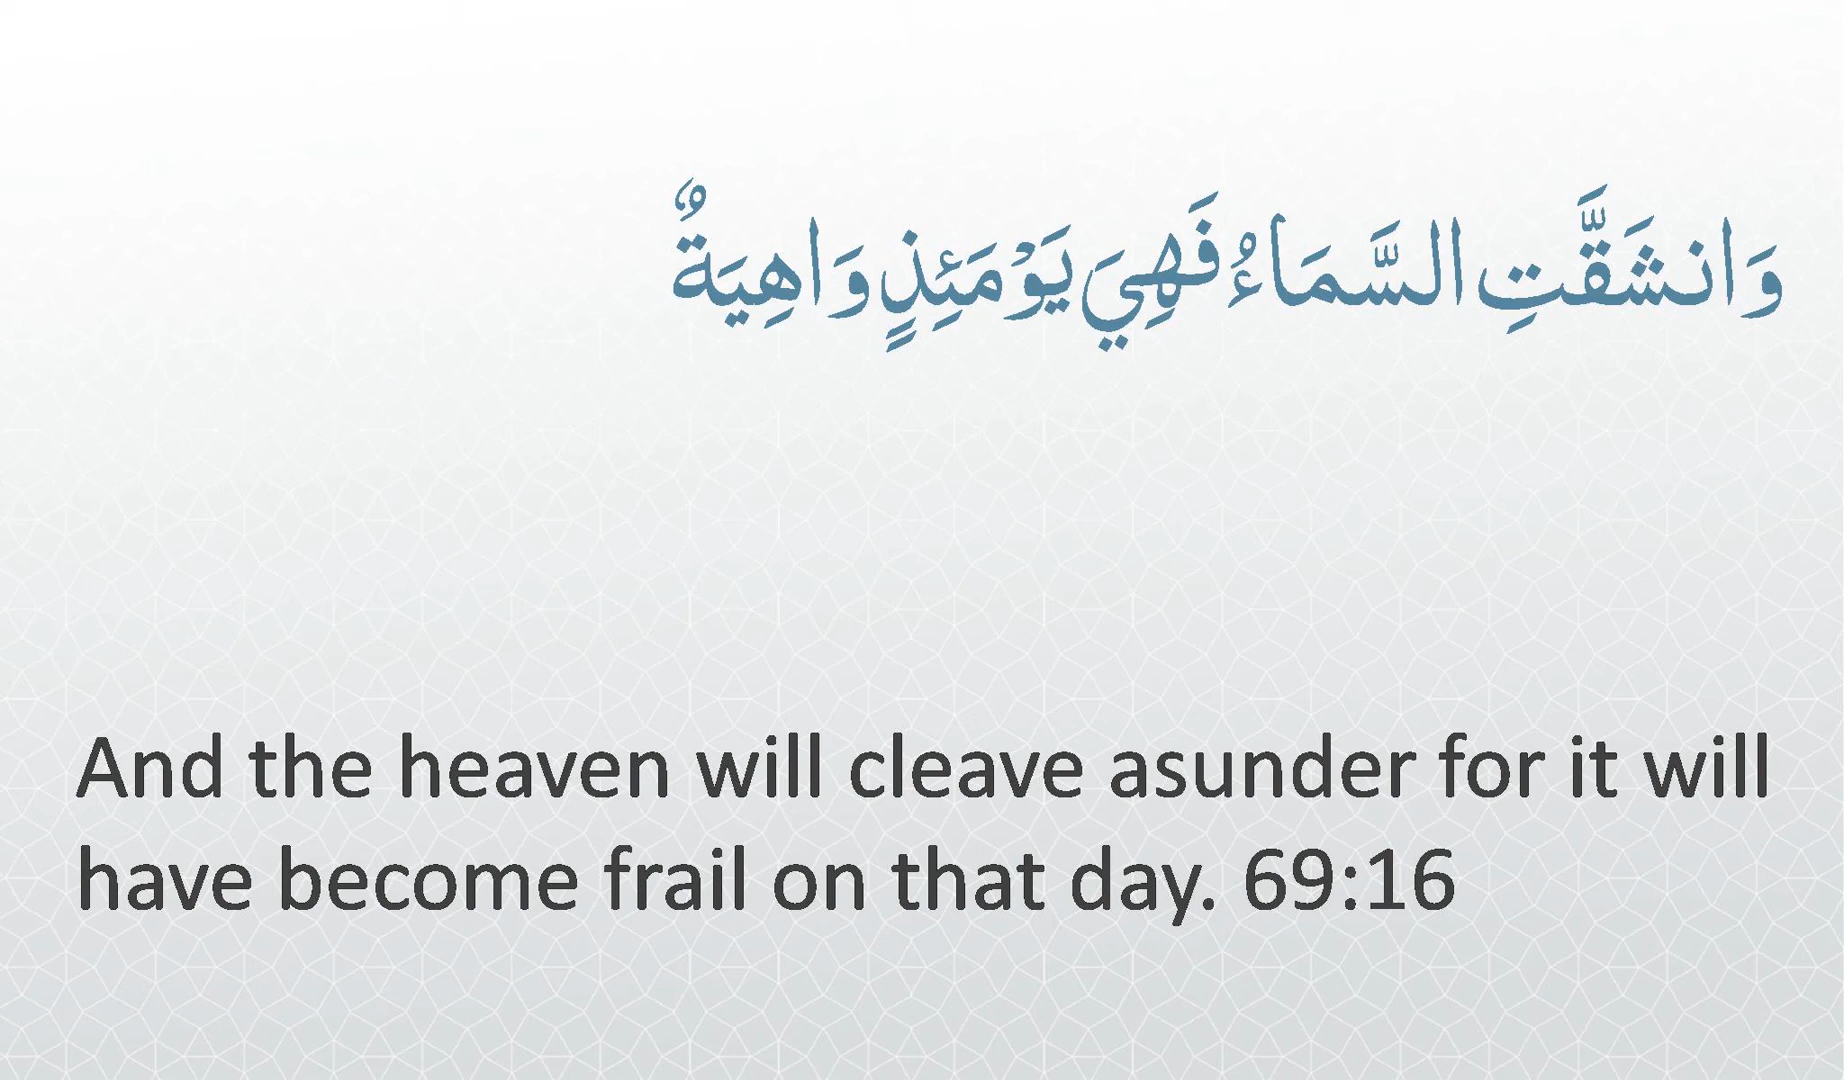 وَانشَقَّتِ السَّمَاءُ فَهِيَ يَوْمَئِذٍ وَاهِيَةٌ
And the heaven will cleave asunder for it will
have become frail on that day. 69:16